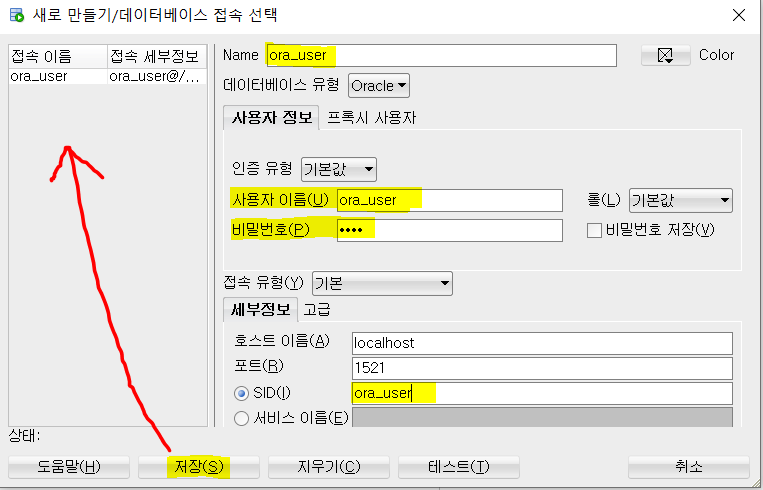 새로 만들기/데이터베이스 접속 선택
접속 이름 접속 세부정보
ora_user ora_user@/...
Name ora_user Color
데이터베이스 유형 Oracle
사용자 정보 프록시 사용자
인증 유형 기본값
사용자 이름(U) ora_user 롤(L) 기본값
비밀번호(P) •••• 비밀번호 저장(V)
접속 유형(Y) 기본
세부정보 고급
호스트 이름(A) localhost
포트(R) 1521
SID(I) ora_user
서비스 이름(E)
상태:
도움말(H) 저장(S) 지우기(C) 테스트(T) 취소